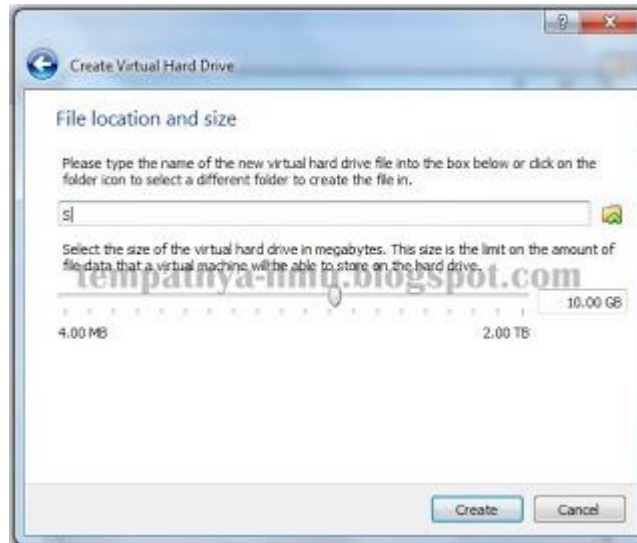 Create Virtual Hard Drive
File location and size
Please type the name of the new virtual hard drive file into the box below or click on the
folder icon to select a different folder to create the file in.
s
Select the size of the virtual hard drive in megabytes. This size is the limit on the amount of
file data that a virtual machine will be able to store on the hard drive.
tempatnya-ilmu.blogspot.com
10.00 GB
4.00 MB 2.00 TB
Create Cancel